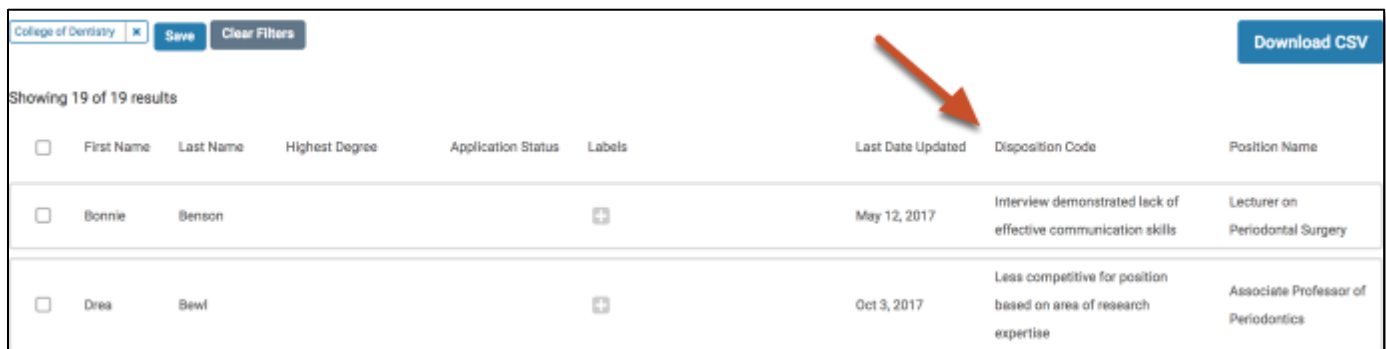 College of Dentistry × Save Clear Filters Download CSV
Showing 19 of 19 results
First Name Last Name Highest Degree Application Status Labels Last Date Updated Disposition Code Position Name
Bonnie Benson May 12, 2017
Interview demonstrated lack of
effective communication skills
Lecturer on
Periodontal Surgery
Drea Bewl Oct 3, 2017
Less competitive for position
based on area of research
expertise
Associate Professor of
Periodontics